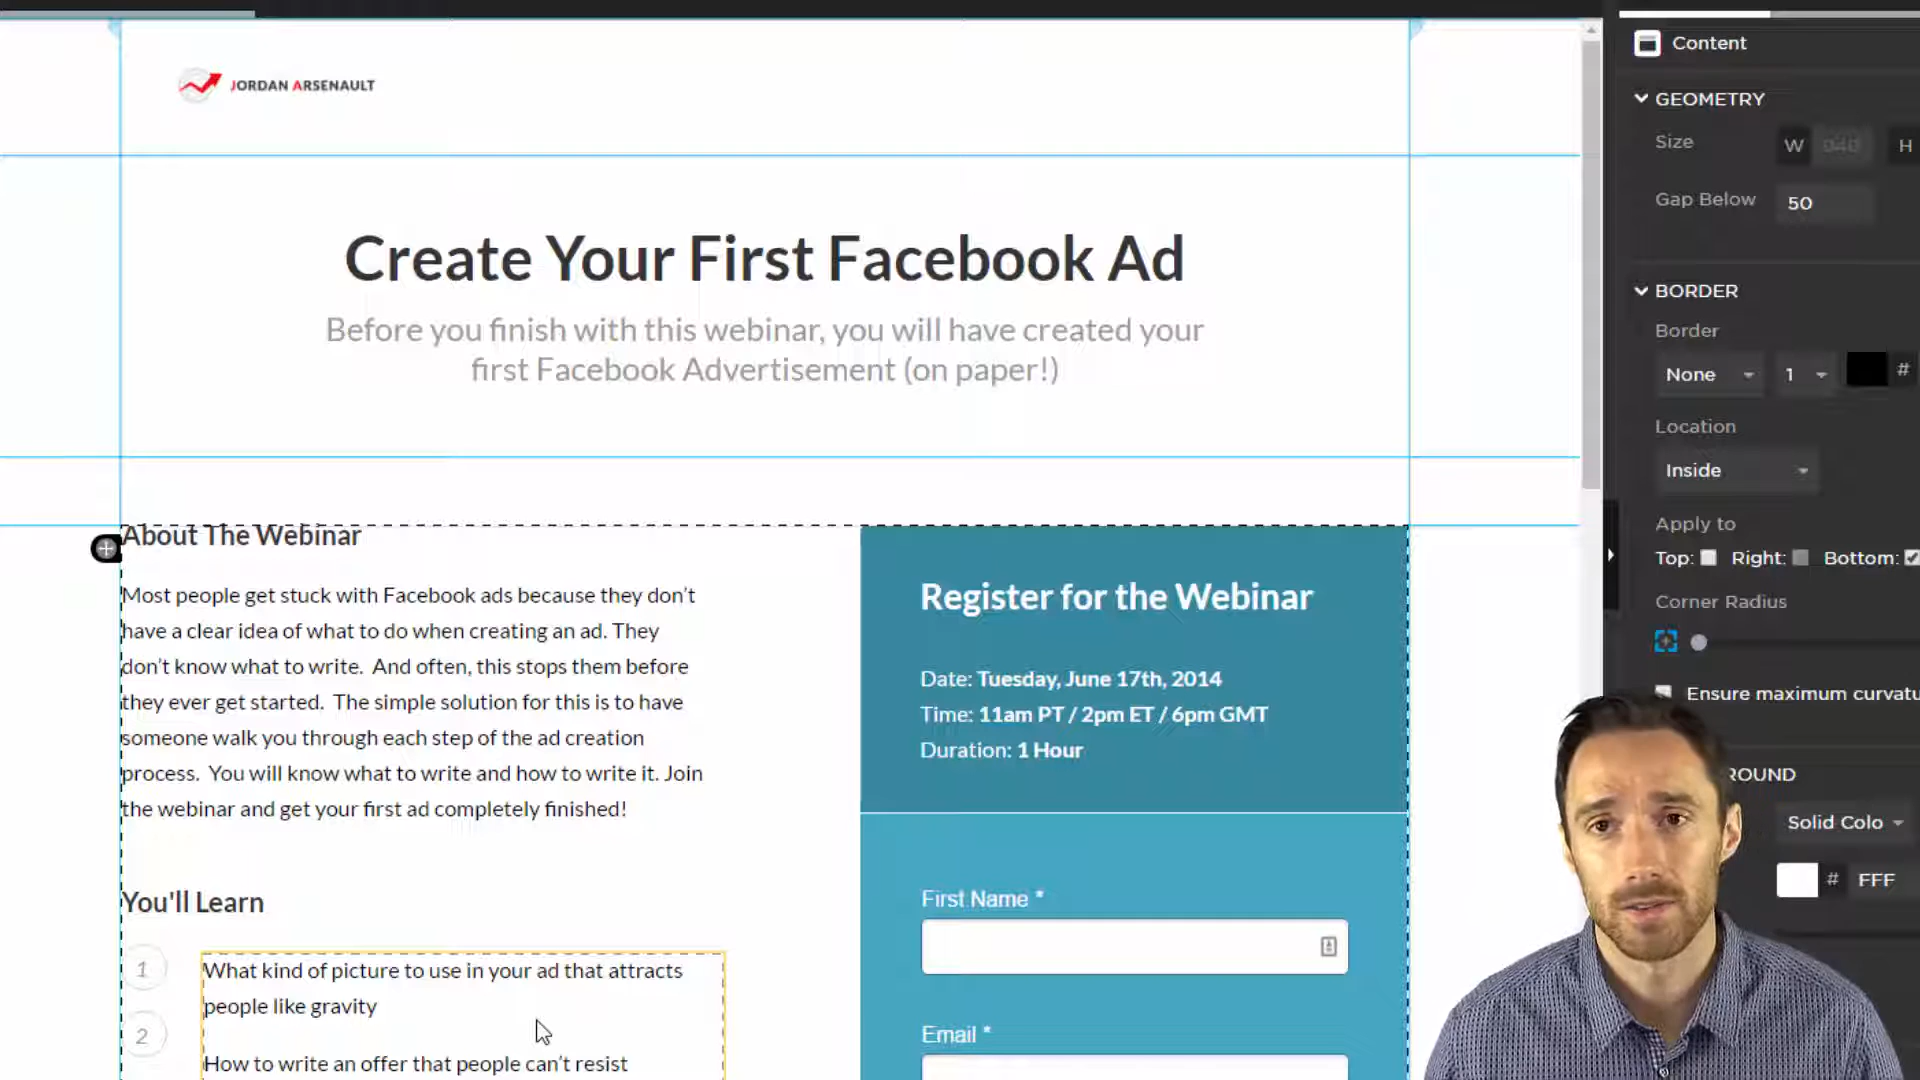 JORDAN ARSENAULT
Create Your First Facebook Ad
Before you finish with this webinar, you will have created your
first Facebook Advertisement (on paper!)
About The Webinar
Most people get stuck with Facebook ads because they don't
have a clear idea of what to do when creating an ad. They
don't know what to write.  And often, this stops them before
they ever get started.  The simple solution for this is to have
someone walk you through each step of the ad creation
process.  You will know what to write and how to write it. Join
the webinar and get your first ad completely finished!
You'll Learn
1
What kind of picture to use in your ad that attracts
people like gravity
2
How to write an offer that people can't resist
Register for the Webinar
Date: Tuesday, June 17th, 2014
Time: 11am PT / 2pm ET / 6pm GMT
Duration: 1 Hour
First Name *
Email *
Content
GEOMETRY
Size W 940 H
Gap Below 50
BORDER
Border
None 1 #
Location
Inside
Apply to
Top: Right: Bottom:
Corner Radius
Ensure maximum curvatu
ROUND
Solid Colo
# FFF